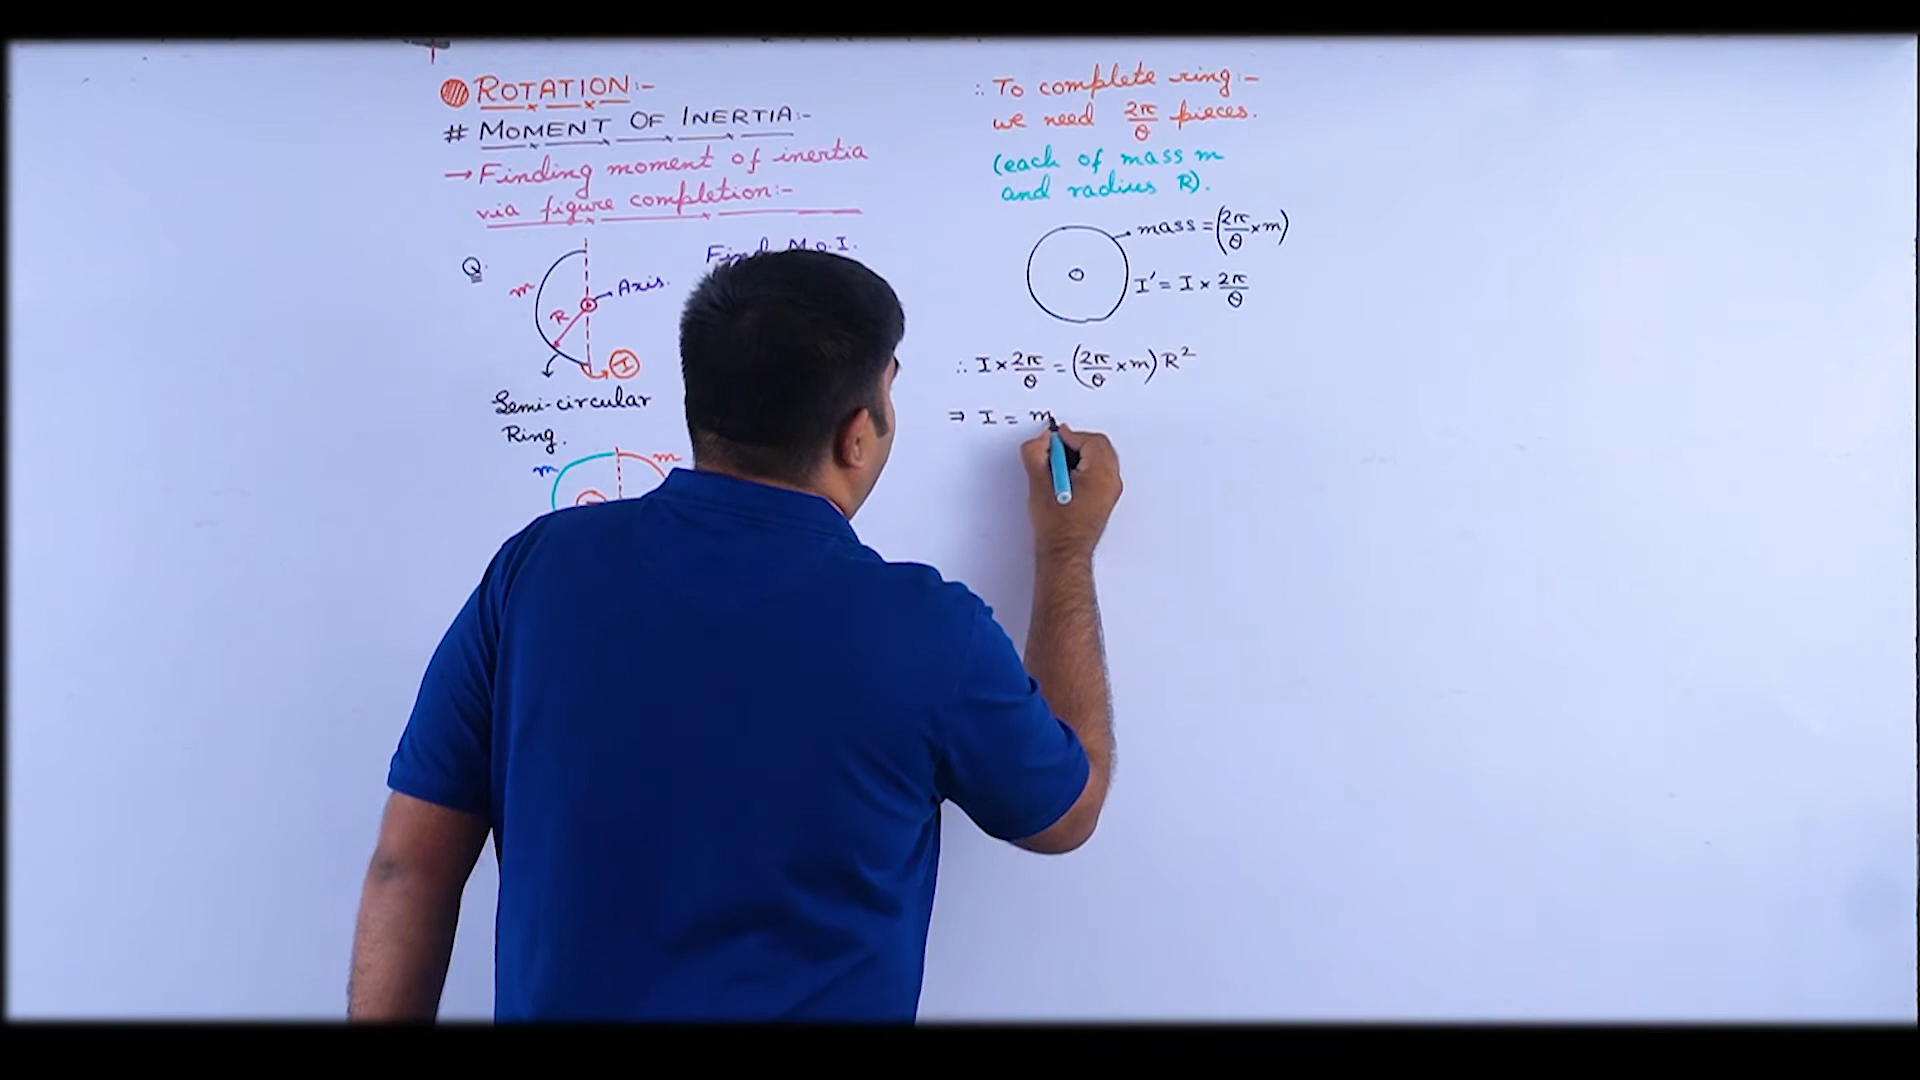 ROTATION:-
# MOMENT OF INERTIA:-
→ Finding moment of inertia
via figure completion:-
Q.
m
R
Axis.
I
Find M.O.I.
Semi-circular
Ring.
m
m
∴ To complete ring:-
we need 2π/θ pieces.
(each of mass m
and radius R).
mass = (2π/θ × m)
I' = I × 2π/θ
∴ I × 2π/θ = (2π/θ × m) R²
⇒ I = m